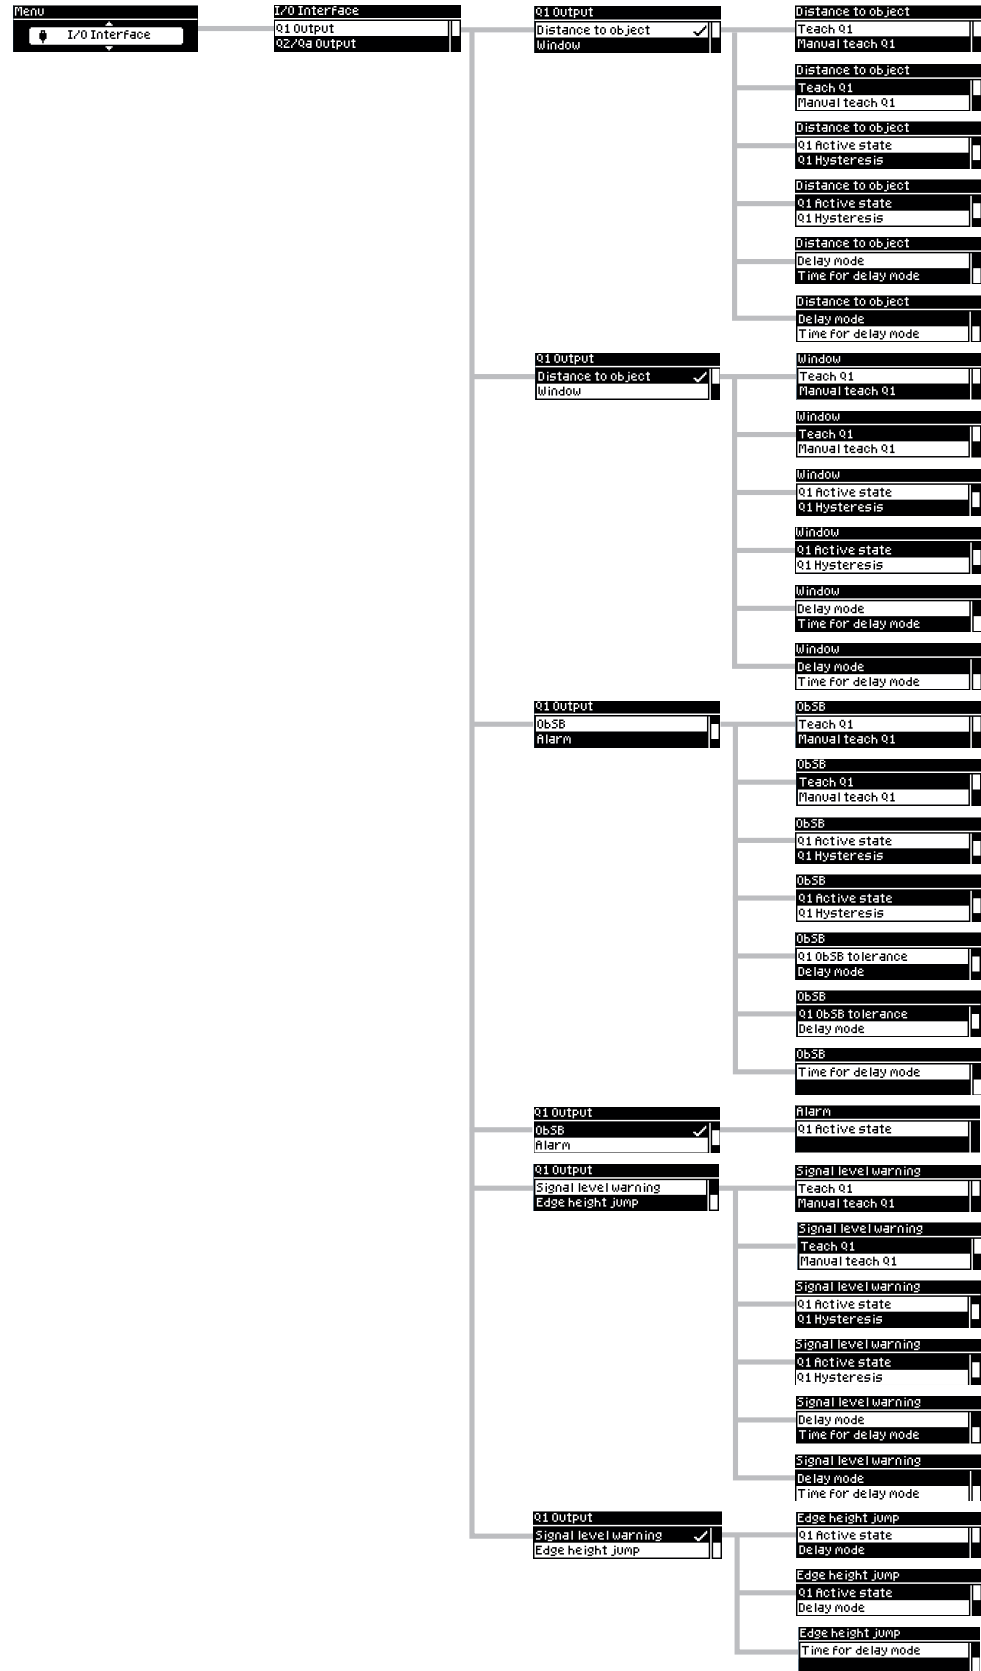 Menu
I/O Interface
I/O Interface
Q1 Output
Q2/Qa Output
Q1 Output
Distance to object
Window
Distance to object
Teach Q1
Manual teach Q1
Distance to object
Teach Q1
Manual teach Q1
Distance to object
Q1 Active state
Q1 Hysteresis
Distance to object
Q1 Active state
Q1 Hysteresis
Distance to object
Delay mode
Time for delay mode
Distance to object
Delay mode
Time for delay mode
Q1 Output
Distance to object
Window
Window
Teach Q1
Manual teach Q1
Window
Teach Q1
Manual teach Q1
Window
Q1 Active state
Q1 Hysteresis
Window
Q1 Active state
Q1 Hysteresis
Window
Delay mode
Time for delay mode
Window
Delay mode
Time for delay mode
Q1 Output
ObSB
Alarm
ObSB
Teach Q1
Manual teach Q1
ObSB
Teach Q1
Manual teach Q1
ObSB
Q1 Active state
Q1 Hysteresis
ObSB
Q1 Active state
Q1 Hysteresis
ObSB
Q1 ObSB tolerance
Delay mode
ObSB
Q1 ObSB tolerance
Delay mode
ObSB
Time for delay mode
Q1 Output
ObSB
Alarm
Alarm
Q1 Active state
Q1 Output
Signal level warning
Edge height jump
Signal level warning
Teach Q1
Manual teach Q1
Signal level warning
Teach Q1
Manual teach Q1
Signal level warning
Q1 Active state
Q1 Hysteresis
Signal level warning
Q1 Active state
Q1 Hysteresis
Signal level warning
Delay mode
Time for delay mode
Signal level warning
Delay mode
Time for delay mode
Q1 Output
Signal level warning
Edge height jump
Edge height jump
Q1 Active state
Delay mode
Edge height jump
Q1 Active state
Delay mode
Edge height jump
Time for delay mode